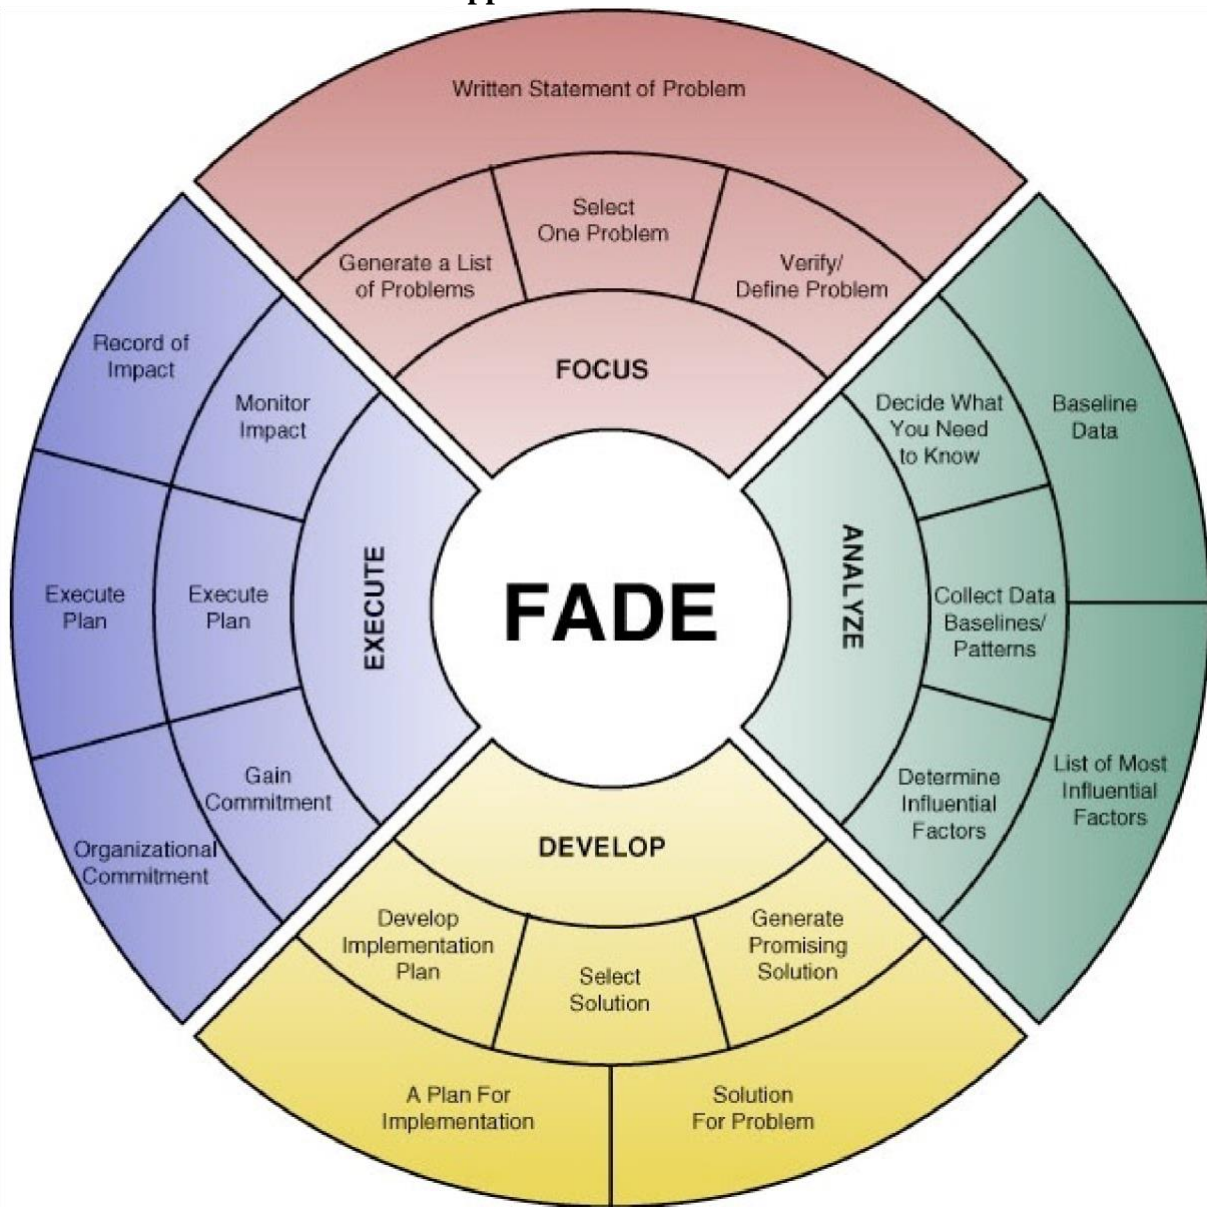 Written Statement of Problem
Generate a List
of Problems
Select
One Problem
Verify/
Define Problem
FOCUS
Decide What
You Need
to Know
Collect Data
Baselines/
Patterns
Determine
Influential
Factors
ANALYZE
Baseline
Data
List of Most
Influential
Factors
DEVELOP
Generate
Promising
Solution
Select
Solution
Develop
Implementation
Plan
Solution
For Problem
A Plan For
Implementation
EXECUTE
Gain
Commitment
Execute
Plan
Monitor
Impact
Organizational
Commitment
Execute
Plan
Record of
Impact
FADE